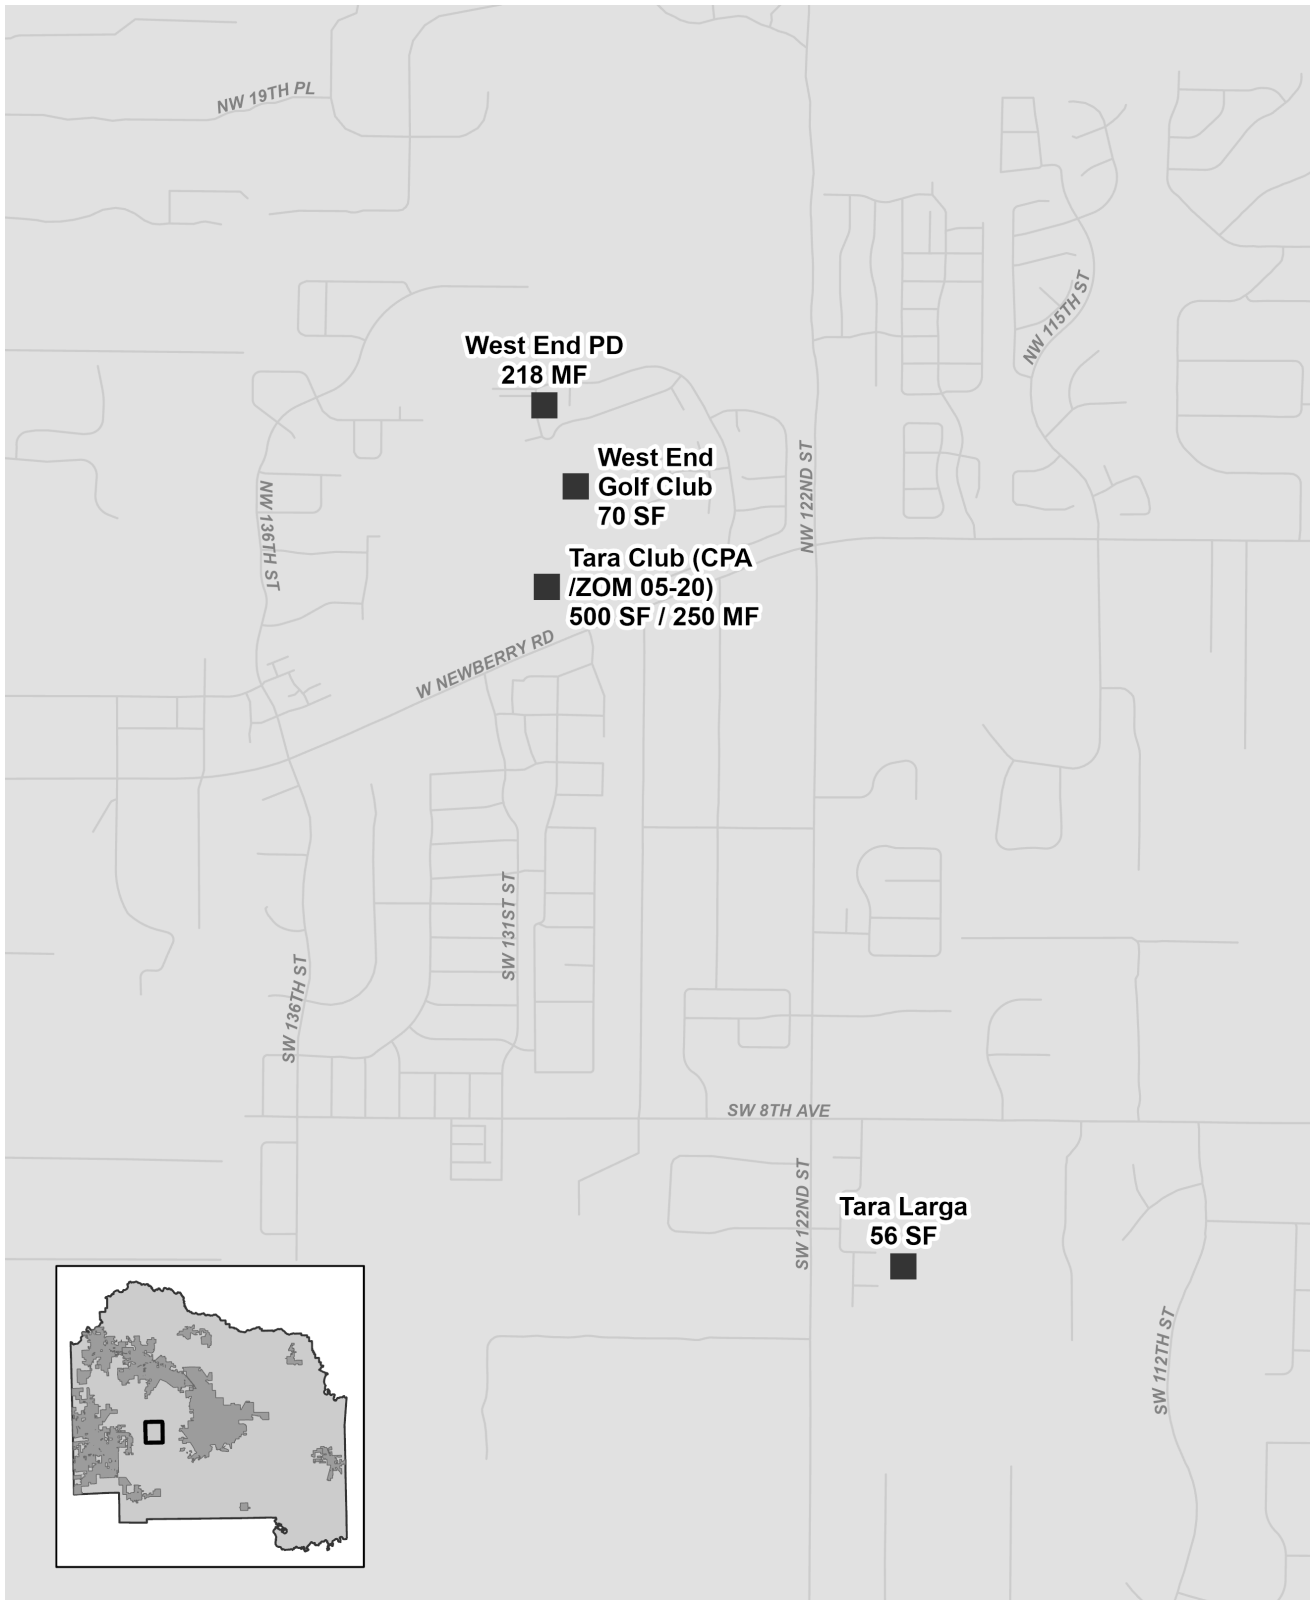 NW 19TH PL
NW 115TH ST
West End PD
218 MF
West End
Golf Club
70 SF
NW 122ND ST
NW 136TH ST
Tara Club (CPA
/ZOM 05-20)
500 SF / 250 MF
W NEWBERRY RD
SW 131ST ST
SW 136TH ST
SW 8TH AVE
SW 122ND ST
Tara Larga
56 SF
SW 112TH ST